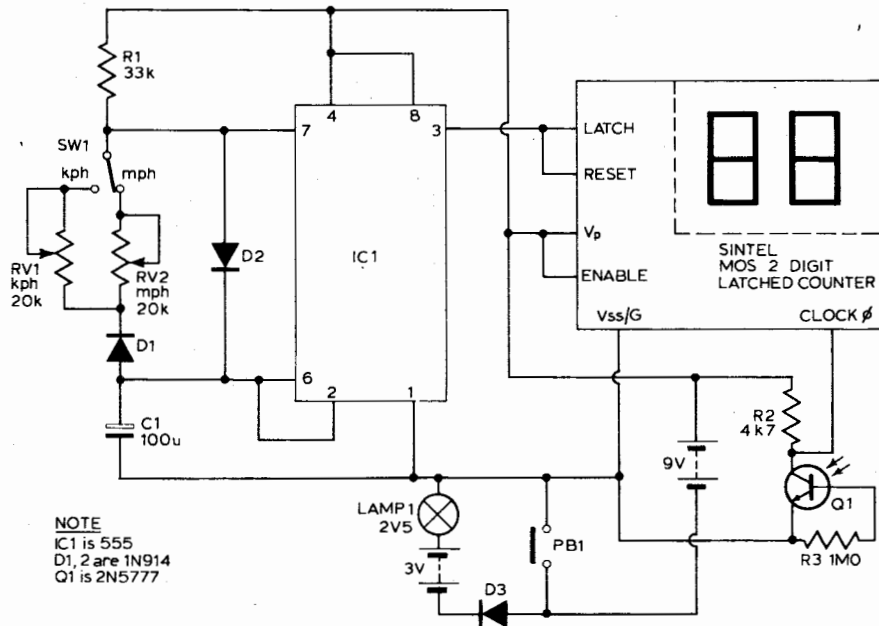 R1
33k
SW1
kph
mph
RV1
kph
20k
RV2
mph
20k
D1
D2
C1
100u
4
8
7
3
IC1
6
2
1
LATCH
RESET
Vp
ENABLE
Vss/G
CLOCK ϕ
88
SINTEL
MOS 2 DIGIT
LATCHED COUNTER
R2
4k7
9V
Q1
R3 1M0
LAMP1
2V5
3V
PB1
D3
NOTE
IC1 is 555
D1, 2 are 1N914
Q1 is 2N5777